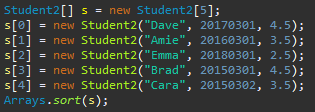 Student2[] s = new Student2[5];
s[0] = new Student2("Dave", 20170301, 4.5);
s[1] = new Student2("Amie", 20160301, 3.5);
s[2] = new Student2("Emma", 20180301, 2.5);
s[3] = new Student2("Brad", 20150301, 4.5);
s[4] = new Student2("Cara", 20150302, 3.5);
Arrays.sort(s);